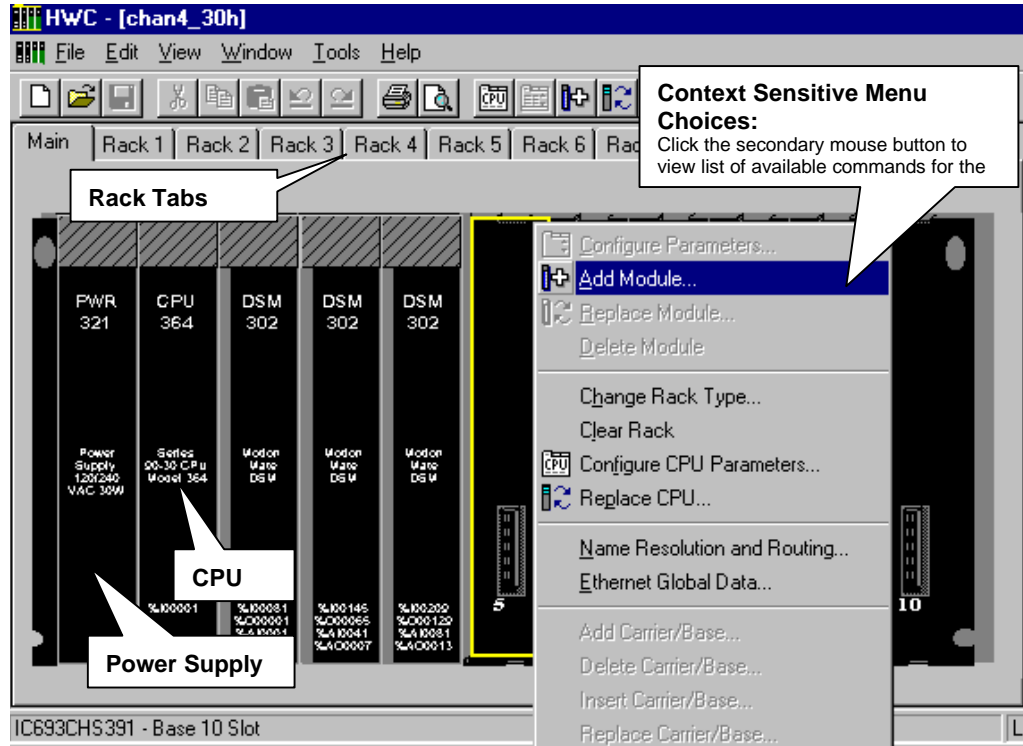 HWC - [chan4_30h]
File Edit View Window Tools Help
CPU
Context Sensitive Menu
Choices:
Click the secondary mouse button to
view list of available commands for the
Main Rack 1 Rack 2 Rack 3 Rack 4 Rack 5 Rack 6
Rack Tabs
PWR
321
CPU
364
DSM
302
DSM
302
DSM
302
Power
Supply
120/240
VAC 30W
Series
90-30 CPU
Model 364
Motion
Mate
DSM
Motion
Mate
DSM
Motion
Mate
DSM
%I00001
%I00081
%Q00001
%I00145
%Q00065
%AI0041
%AQ0007
%I00209
%Q00129
%AI0081
%AQ0013
CPU
Power Supply
5
10
Configure Parameters...
Add Module...
Replace Module...
Delete Module
Change Rack Type...
Clear Rack
CPU Configure CPU Parameters...
Replace CPU...
Name Resolution and Routing...
Ethernet Global Data...
Add Carrier/Base...
Delete Carrier/Base...
Insert Carrier/Base...
Replace Carrier/Base...
IC693CHS391 - Base 10 Slot
L